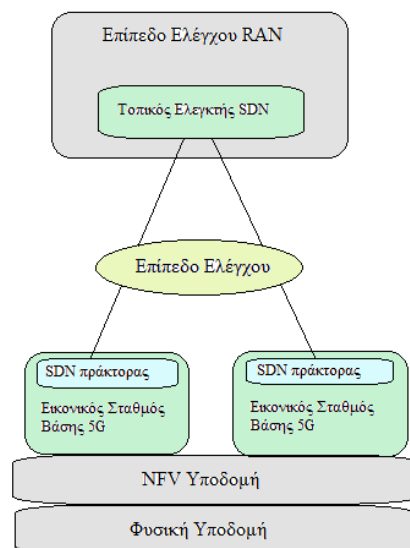 Επίπεδο Ελέγχου RAN
Τοπικός Ελεγκτής SDN
Επίπεδο Ελέγχου
SDN πράκτορας
Εικονικός Σταθμός
Βάσης 5G
SDN πράκτορας
Εικονικός Σταθμός
Βάσης 5G
NFV Υποδομή
Φυσική Υποδομή